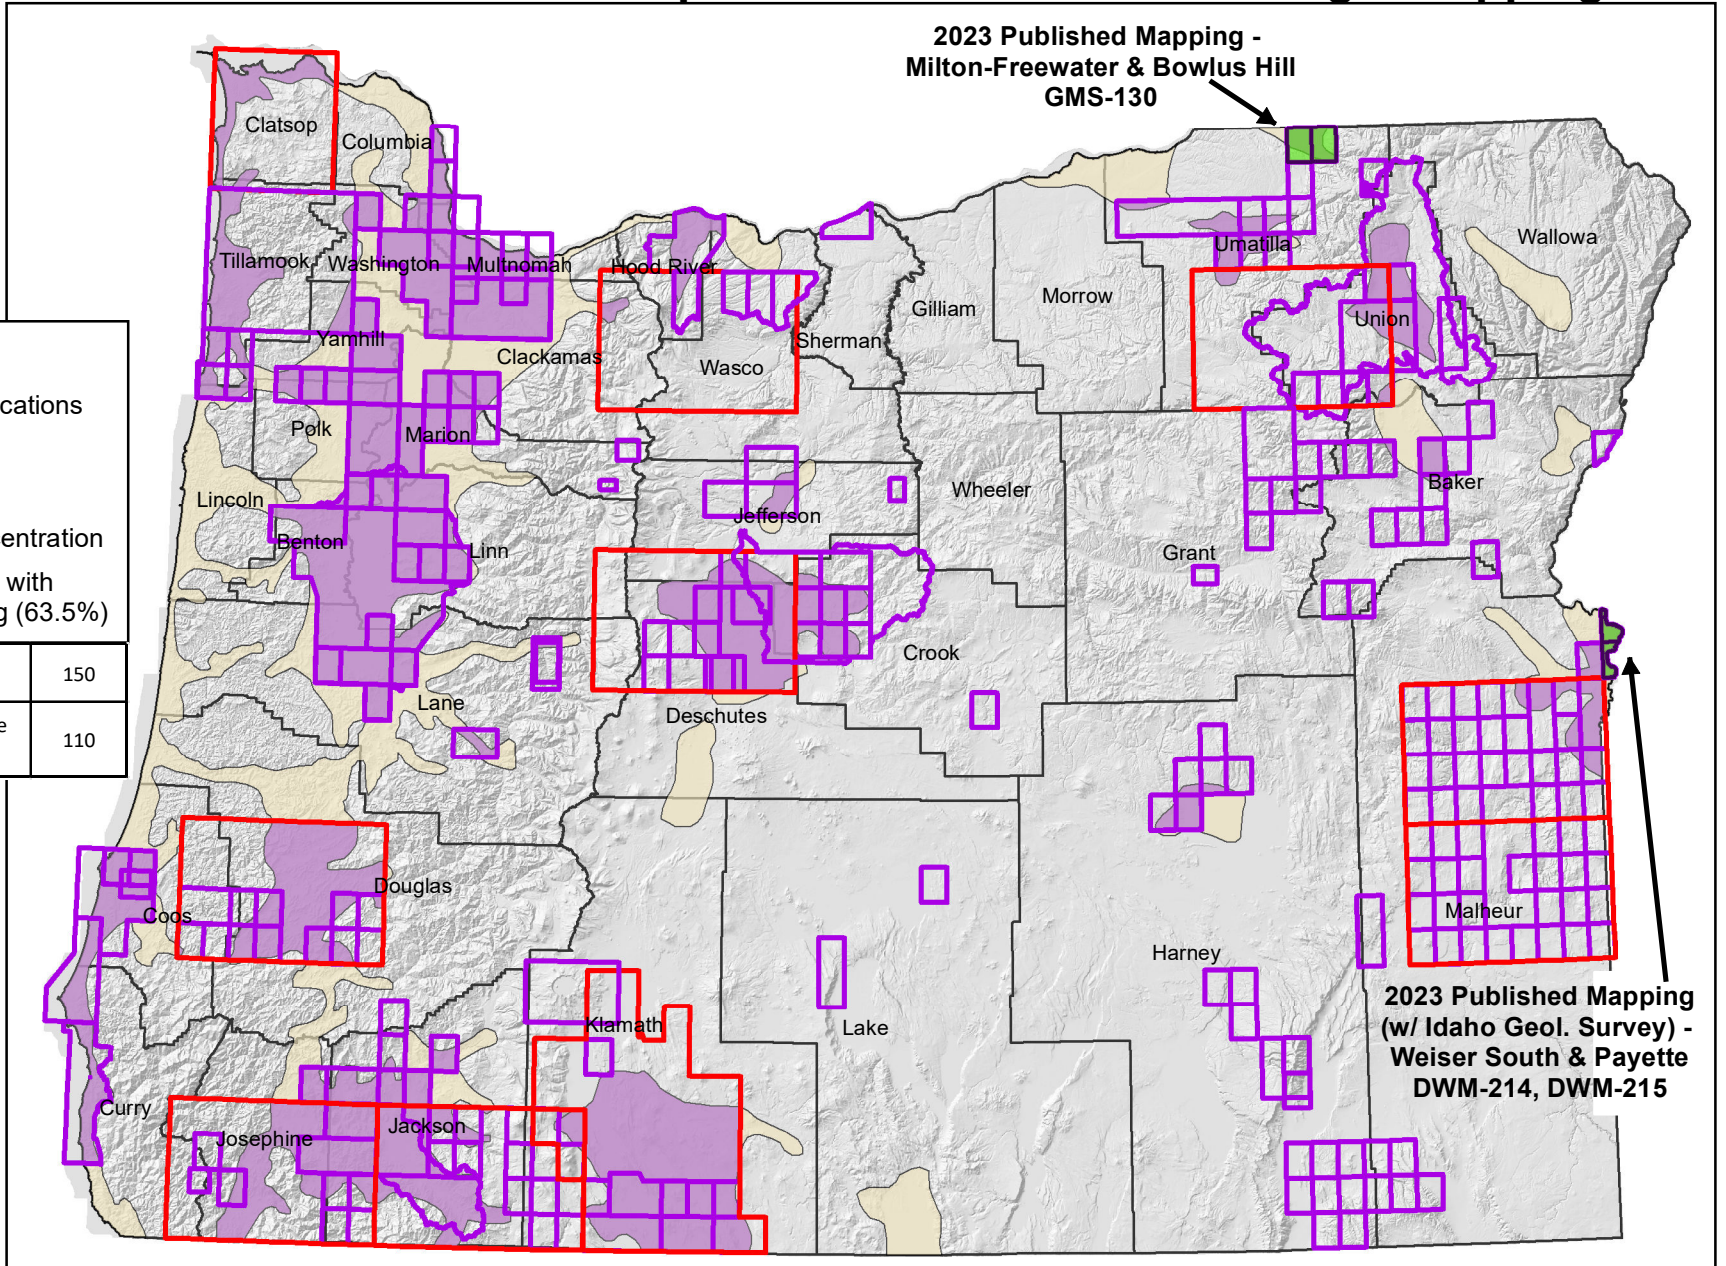 2023 Published Mapping -
Milton-Freewater & Bowlus Hill
GMS-130
Clatsop
Columbia
Tillamook
Washington
Multnomah
Hood River
Umatilla
Wallowa
Gilliam
Morrow
Yamhill
Clackamas
Sherman
Union
Wasco
cations
Polk
Marion
Lincoln
Wheeler
Baker
Jefferson
entration
Benton
Linn
Grant
with
g (63.5%)
Crook
150
Lane
Deschutes
e
110
Douglas
Coos
Malheur
Harney
Klamath
Lake
2023 Published Mapping
(w/ Idaho Geol. Survey) -
Weiser South & Payette
DWM-214, DWM-215
Curry
Josephine
Jackson